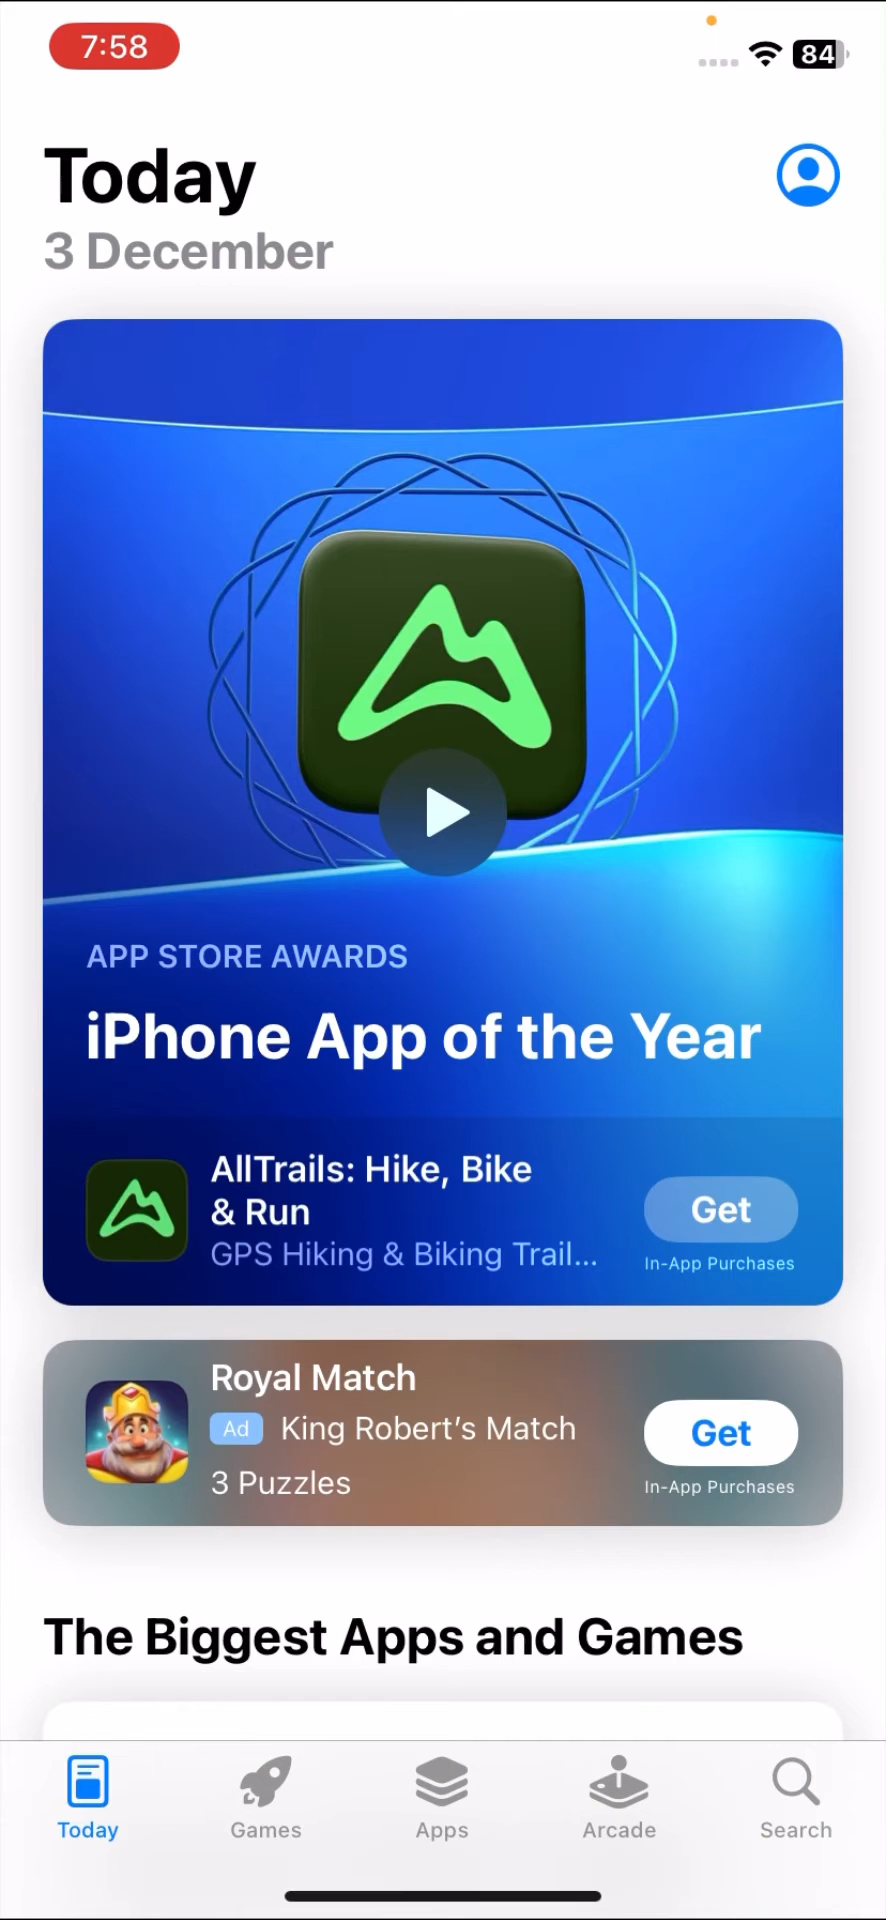 7:58
84
Today
3 December
APP STORE AWARDS
iPhone App of the Year
AllTrails: Hike, Bike
& Run
GPS Hiking & Biking Trail...
Get
In-App Purchases
Royal Match
Ad King Robert's Match
3 Puzzles
Get
In-App Purchases
The Biggest Apps and Games
Today
Games
Apps
Arcade
Search